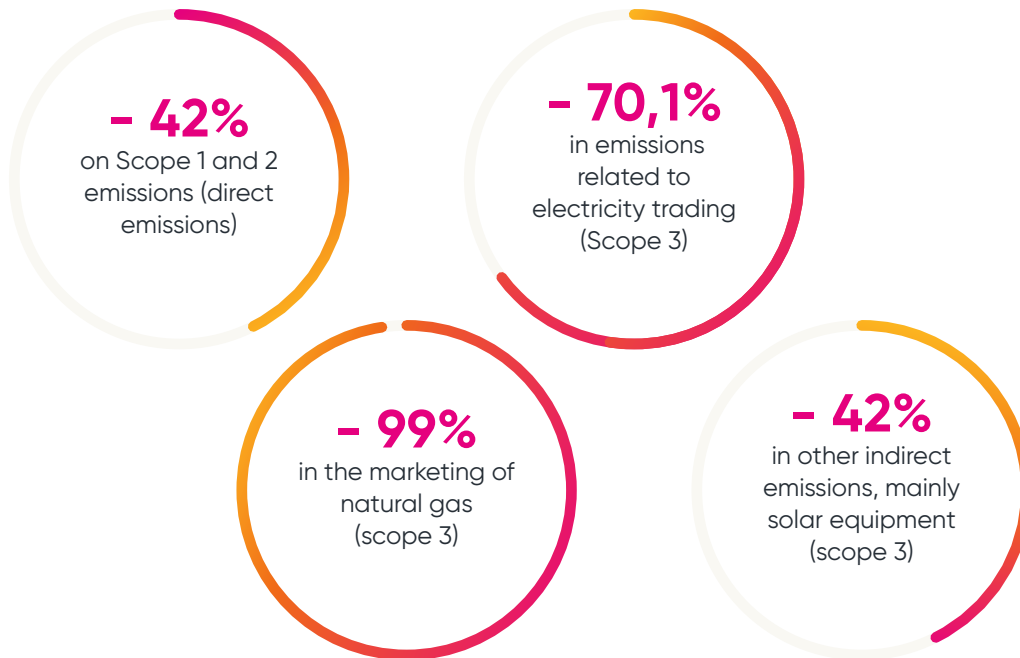 – 42%
on Scope 1 and 2
emissions (direct
emissions)
– 70,1%
in emissions
related to
electricity trading
(Scope 3)
– 99%
in the marketing of
natural gas
(scope 3)
– 42%
in other indirect
emissions, mainly
solar equipment
(scope 3)